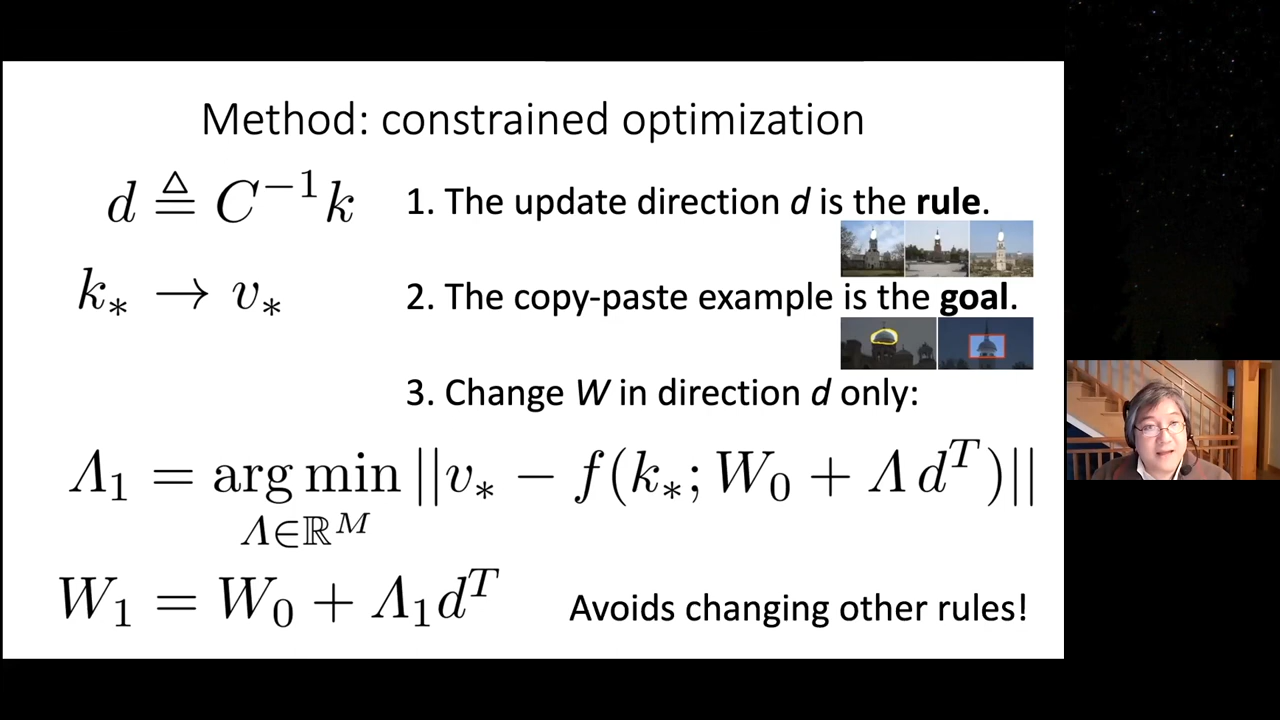 Method: constrained optimization
d ≜ C⁻¹k
1. The update direction d is the rule.
k∗ → v∗
2. The copy-paste example is the goal.
3. Change W in direction d only:
Λ₁ = arg min ||v∗ − f(k∗; W₀ + Λ dᵀ)||
Λ∈ℝᴹ
W₁ = W₀ + Λ₁dᵀ
Avoids changing other rules!